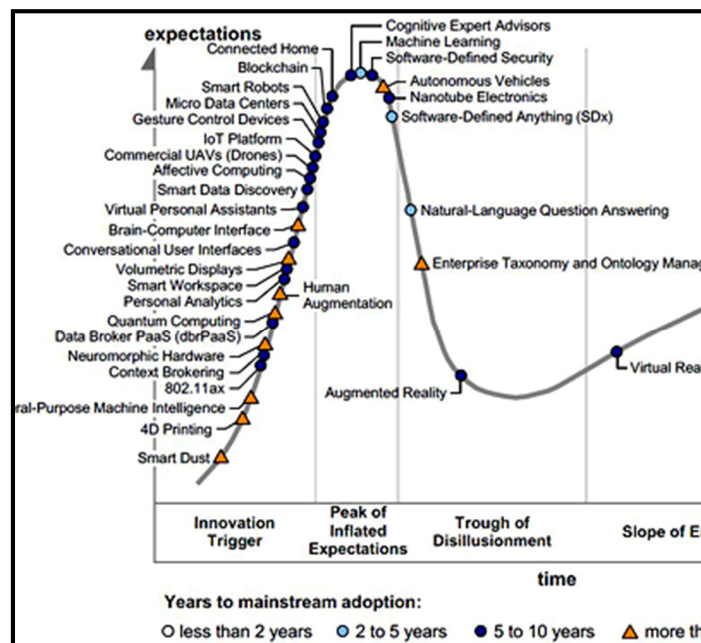 expectations
Cognitive Expert Advisors
Connected Home
Machine Learning
Software-Defined Security
Blockchain
Autonomous Vehicles
Smart Robots
Nanotube Electronics
Micro Data Centers
Gesture Control Devices
Software-Defined Anything (SDx)
IoT Platform
Commercial UAVs (Drones)
Affective Computing
Smart Data Discovery
Virtual Personal Assistants
Natural-Language Question Answering
Brain-Computer Interface
Conversational User Interfaces
Volumetric Displays
Enterprise Taxonomy and Ontology Manag
Smart Workspace
Personal Analytics
Human
Augmentation
Quantum Computing
Data Broker PaaS (dbrPaaS)
Neuromorphic Hardware
Context Brokering
Virtual Rea
802.11ax
Augmented Reality
ral-Purpose Machine Intelligence
4D Printing
Smart Dust
Innovation
Trigger
Peak of
Inflated
Expectations
Trough of
Disillusionment
Slope of E
time
Years to mainstream adoption:
less than 2 years
2 to 5 years
5 to 10 years
more th